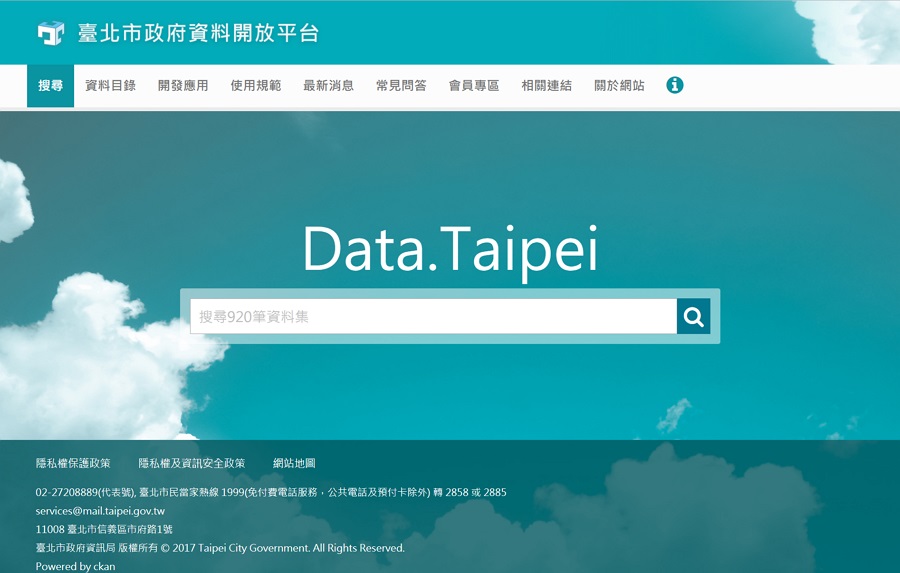 臺北市政府資料開放平台
搜尋 資料目錄 開發應用 使用規範 最新消息 常見問答 會員專區 相關連結 關於網站
Data.Taipei
搜尋920筆資料集
隱私權保護政策 隱私權及資訊安全政策 網站地圖
02-27208889(代表號), 臺北市民當家熱線 1999(免付費電話服務，公共電話及預付卡除外) 轉 2858 或 2885
services@mail.taipei.gov.tw
11008 臺北市信義區市府路1號
臺北市政府資訊局 版權所有 © 2017 Taipei City Government. All Rights Reserved.
Powered by ckan